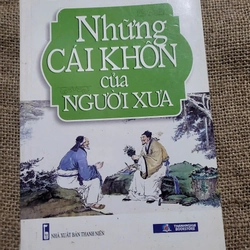 Những
CÁI KHÔN
của
NGƯỜI XƯA
NHÀ XUẤT BẢN THANH NIÊN